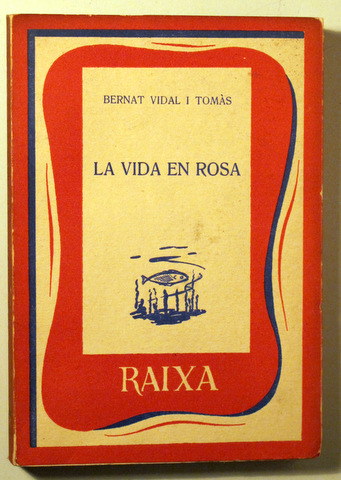 BERNAT VIDAL I TOMÀS
LA VIDA EN ROSA
RAIXA